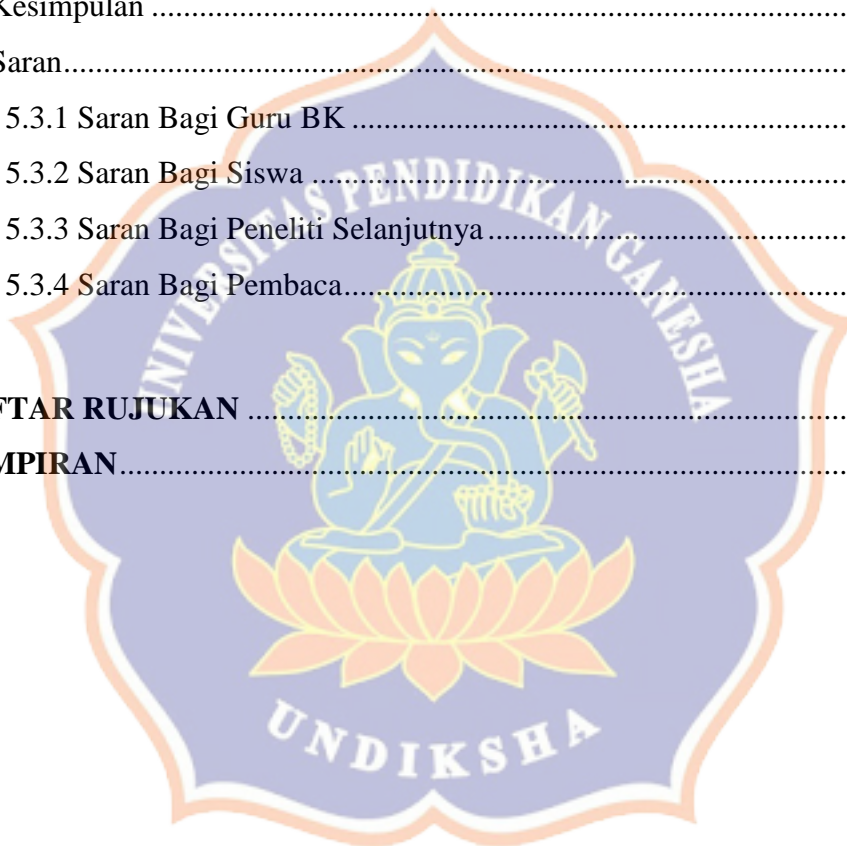 Kesimpulan ..........................................................................................
Saran.....................................................................................................
5.3.1 Saran Bagi Guru BK ..............................................................
5.3.2 Saran Bagi Siswa ...................................................................
5.3.3 Saran Bagi Peneliti Selanjutnya.............................................
5.3.4 Saran Bagi Pembaca...............................................................
UNIVERSITAS PENDIDIKAN GANESHA
FTAR RUJUKAN ...........................................................................
MPIRAN...........................................................................................
UNDIKSHA